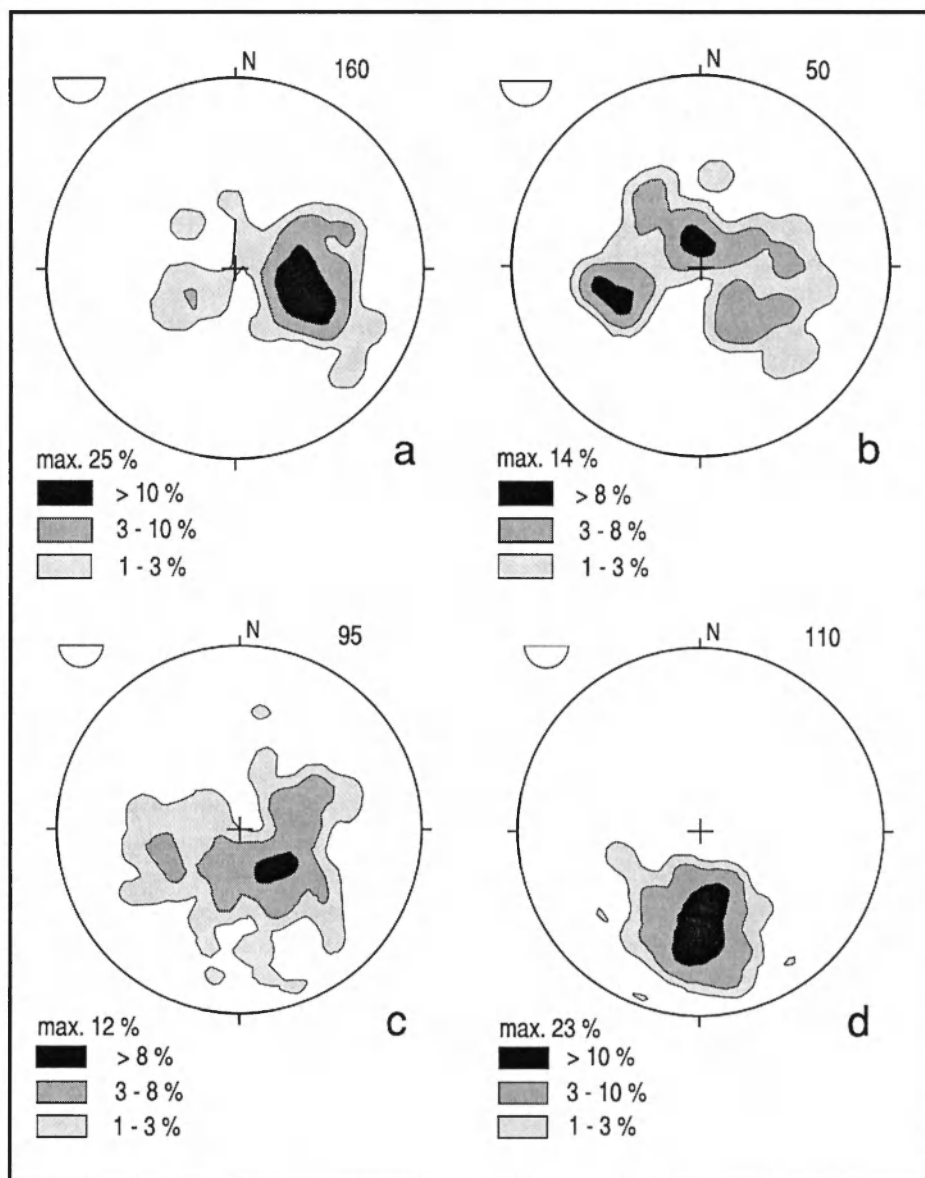 N 160
a
max. 25 %
> 10 %
3 - 10 %
1 - 3 %
N 50
b
max. 14 %
> 8 %
3 - 8 %
1 - 3 %
N 95
c
max. 12 %
> 8 %
3 - 8 %
1 - 3 %
N 110
d
max. 23 %
> 10 %
3 - 10 %
1 - 3 %